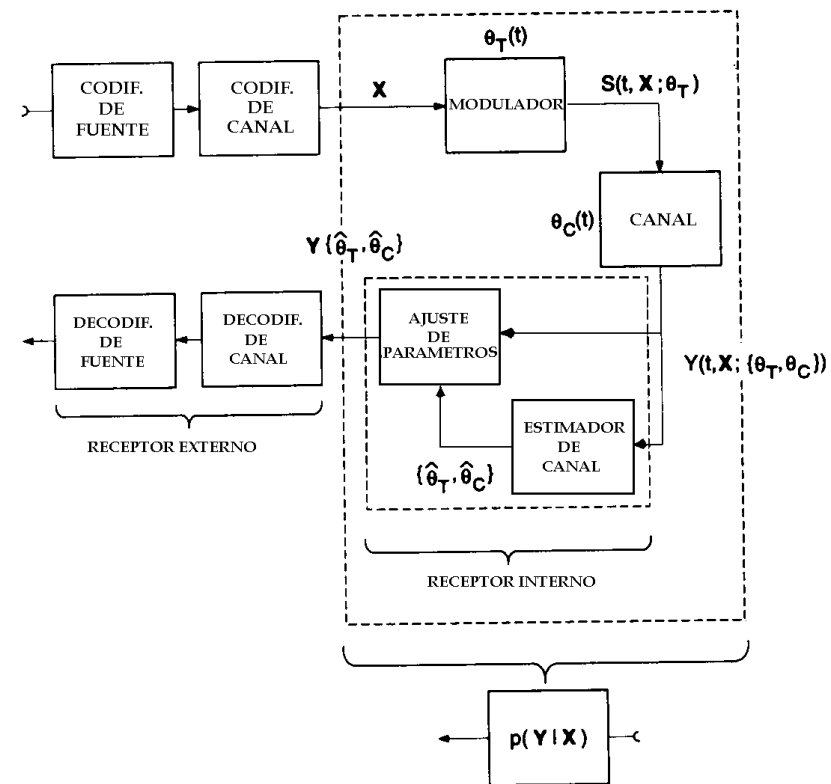 θT(t)
CODIF.
DE
FUENTE
CODIF.
DE
CANAL
X
MODULADOR
S(t, X; θT)
θC(t)
CANAL
Y {θ̂T, θ̂C}
DECODIF.
DE
FUENTE
DECODIF.
DE
CANAL
AJUSTE
DE
PARAMETROS
Y(t, X; {θT, θC})
RECEPTOR EXTERNO
{θ̂T, θ̂C}
ESTIMADOR
DE
CANAL
RECEPTOR INTERNO
p( Y | X )